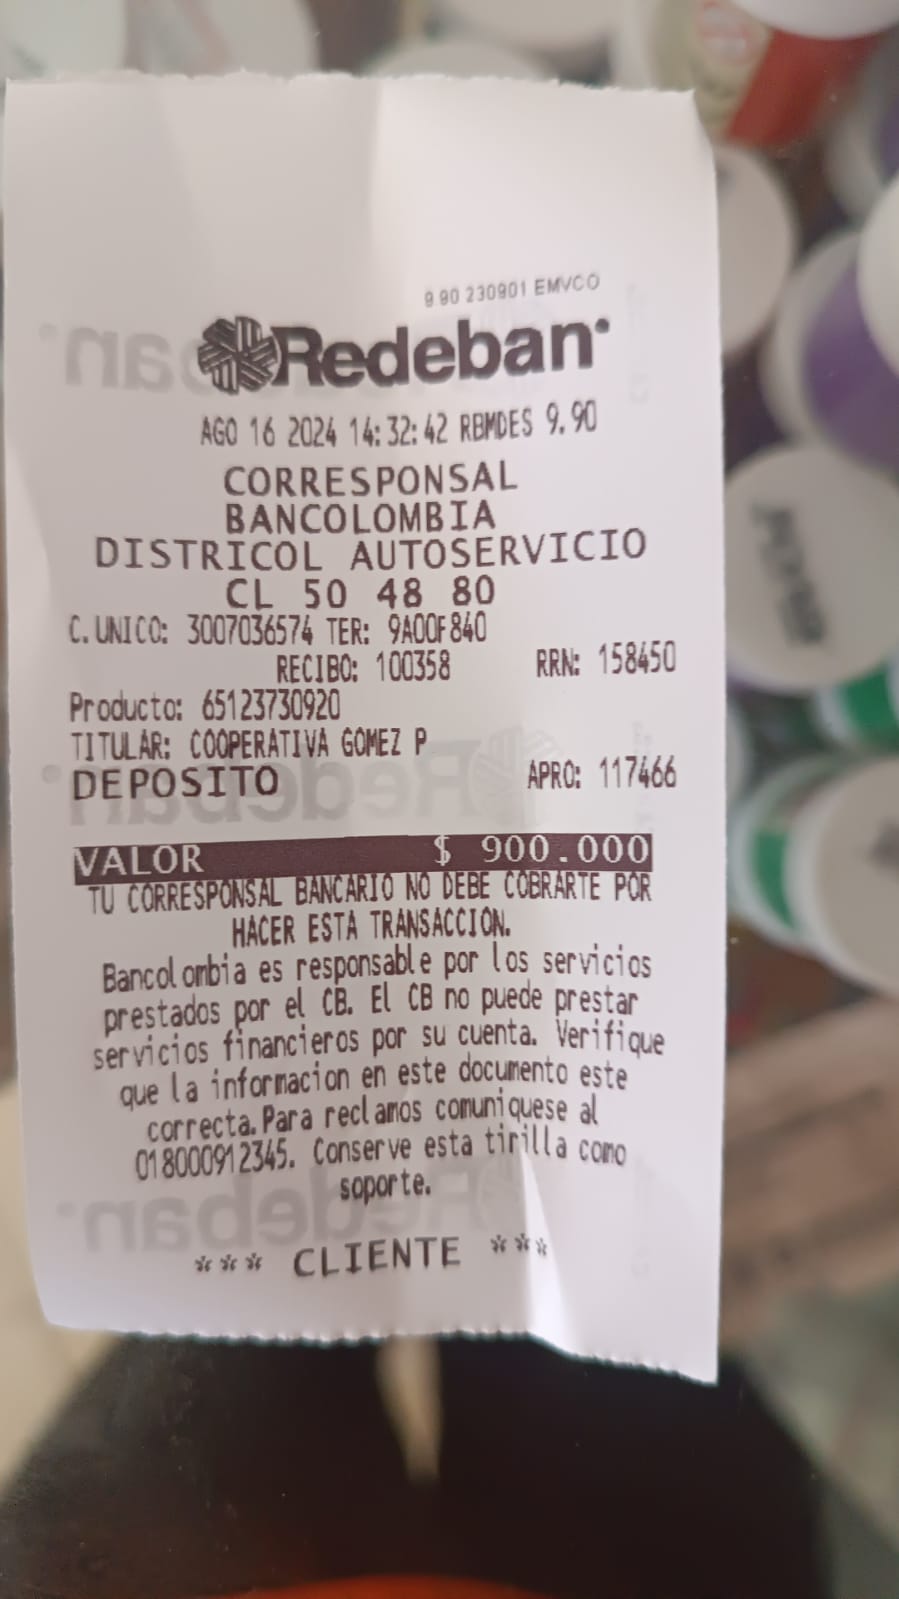 9.90 230901 EMVCO
Redeban
AGO 16 2024 14:32:42 RBMDES 9.90
CORRESPONSAL
BANCOLOMBIA
DISTRICOL AUTOSERVICIO
CL 50 48 80
C.UNICO: 3007036574 TER: 9A00F840
RECIBO: 100358 RRN: 158450
Producto: 65123730920
TITULAR: COOPERATIVA GOMEZ P
DEPOSITO APRO: 117466
VALOR $ 900.000
TU CORRESPONSAL BANCARIO NO DEBE COBRARTE POR
HACER ESTA TRANSACCION.
Bancolombia es responsable por los servicios
prestados por el CB. El CB no puede prestar
servicios financieros por su cuenta. Verifique
que la informacion en este documento este
correcta. Para reclamos comuniquese al
018000912345. Conserve esta tirilla como
soporte.
*** CLIENTE ***